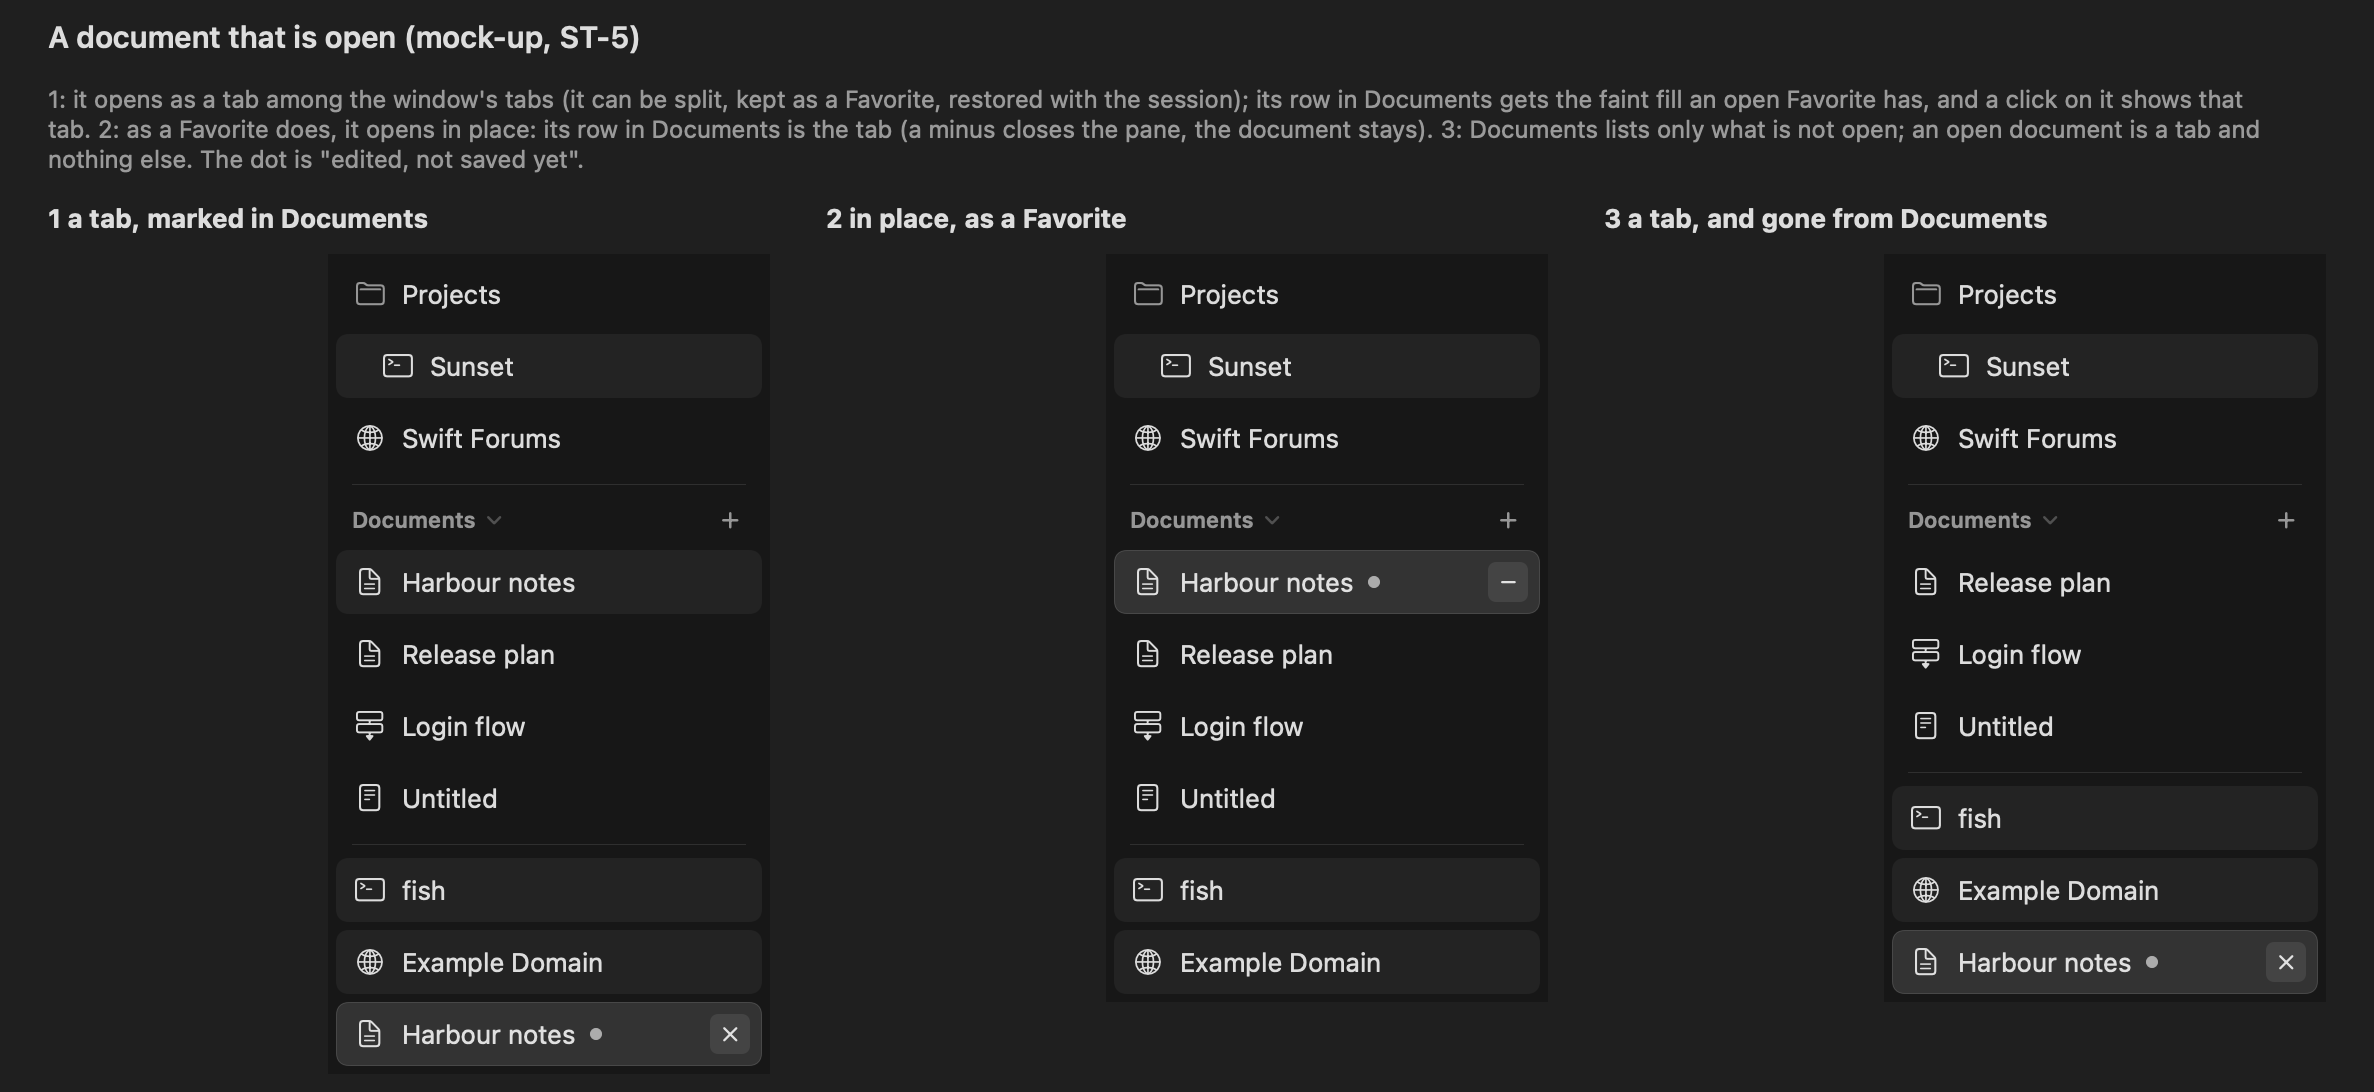 A document that is open (mock-up, ST-5)
1: it opens as a tab among the window's tabs (it can be split, kept as a Favorite, restored with the session); its row in Documents gets the faint fill an open Favorite has, and a click on it shows that
tab. 2: as a Favorite does, it opens in place: its row in Documents is the tab (a minus closes the pane, the document stays). 3: Documents lists only what is not open; an open document is a tab and
nothing else. The dot is "edited, not saved yet".
1 a tab, marked in Documents
Projects
Sunset
Swift Forums
Documents
Harbour notes
Release plan
Login flow
Untitled
fish
Example Domain
Harbour notes
2 in place, as a Favorite
Projects
Sunset
Swift Forums
Documents
Harbour notes
Release plan
Login flow
Untitled
fish
Example Domain
3 a tab, and gone from Documents
Projects
Sunset
Swift Forums
Documents
Release plan
Login flow
Untitled
fish
Example Domain
Harbour notes